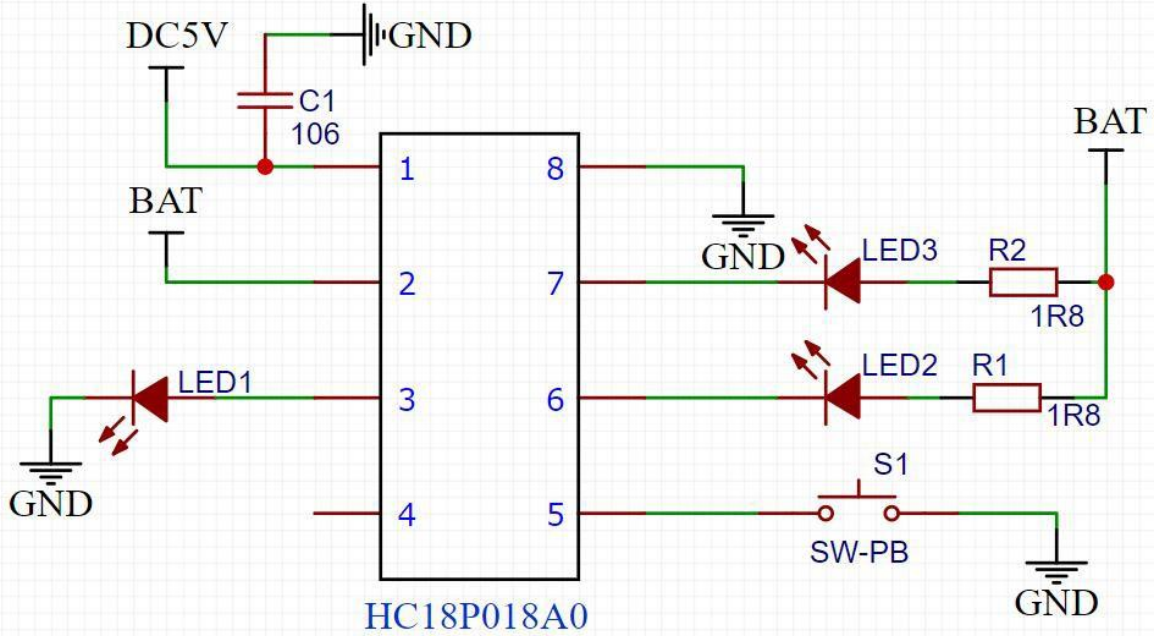 DC5V
GND
C1
106
BAT
1
8
BAT
GND
LED3
R2
2
7
1R8
LED1
LED2
R1
3
6
1R8
GND
S1
4
5
SW-PB
GND
HC18P018A0